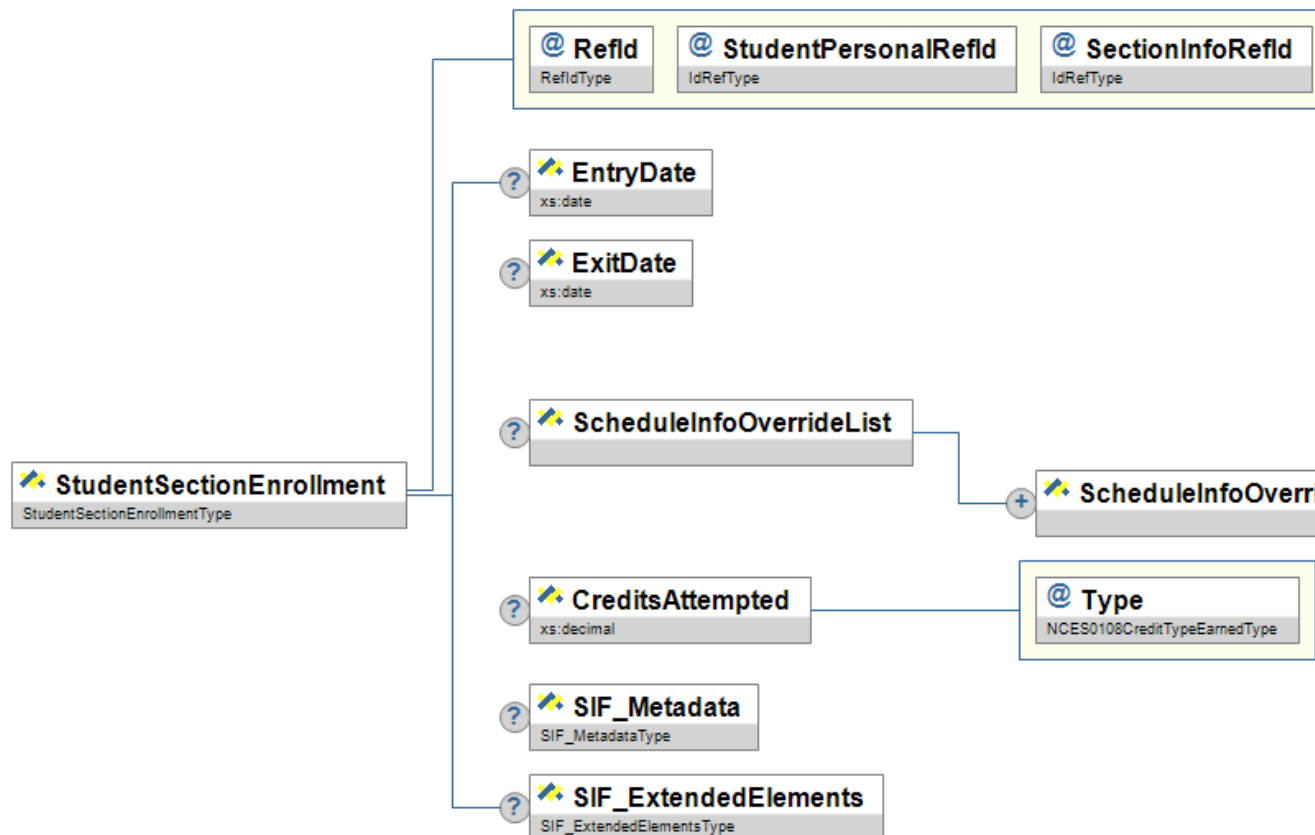 @ RefId
RefIdType
@ StudentPersonalRefId
IdRefType
@ SectionInfoRefId
IdRefType
? EntryDate
xs:date
? ExitDate
xs:date
? ScheduleInfoOverrideList
StudentSectionEnrollment
StudentSectionEnrollmentType
+ ScheduleInfoOverri
? CreditsAttempted
xs:decimal
@ Type
NCES0108CreditTypeEarnedType
? SIF_Metadata
SIF_MetadataType
? SIF_ExtendedElements
SIF_ExtendedElementsType